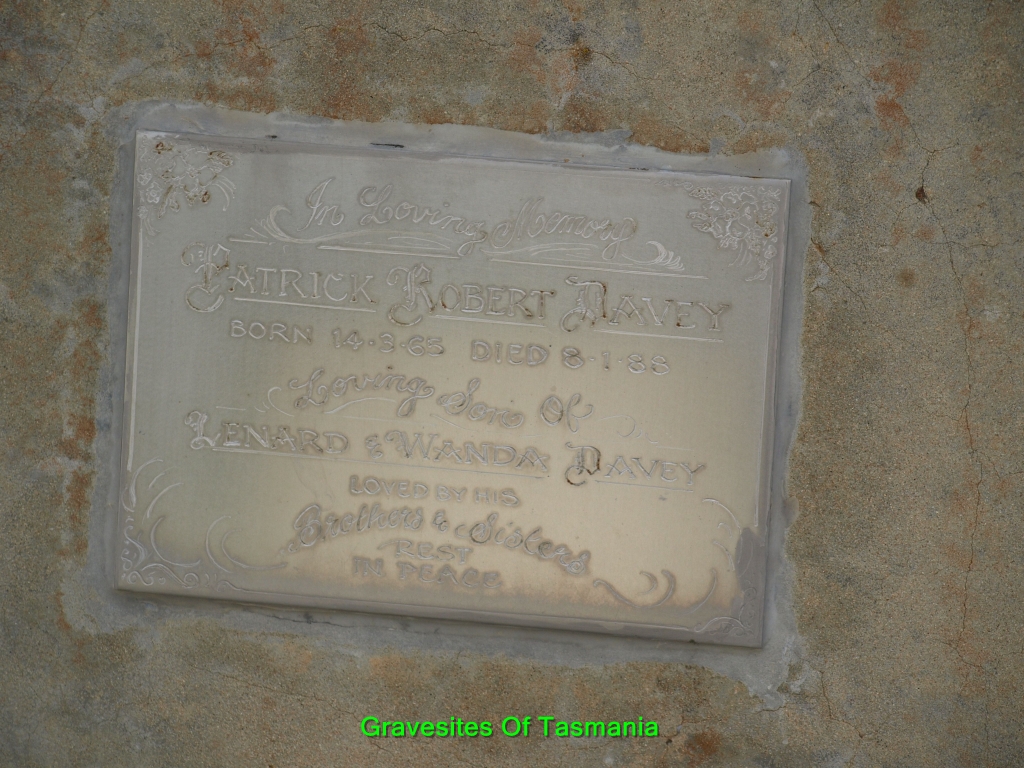 In Loving Memory
PATRICK ROBERT DAVEY
BORN 14-3-65 DIED 8-1-88
Loving Son Of
LENARD & WANDA DAVEY
LOVED BY HIS
Brothers & Sisters
REST
IN PEACE
Gravesites Of Tasmania